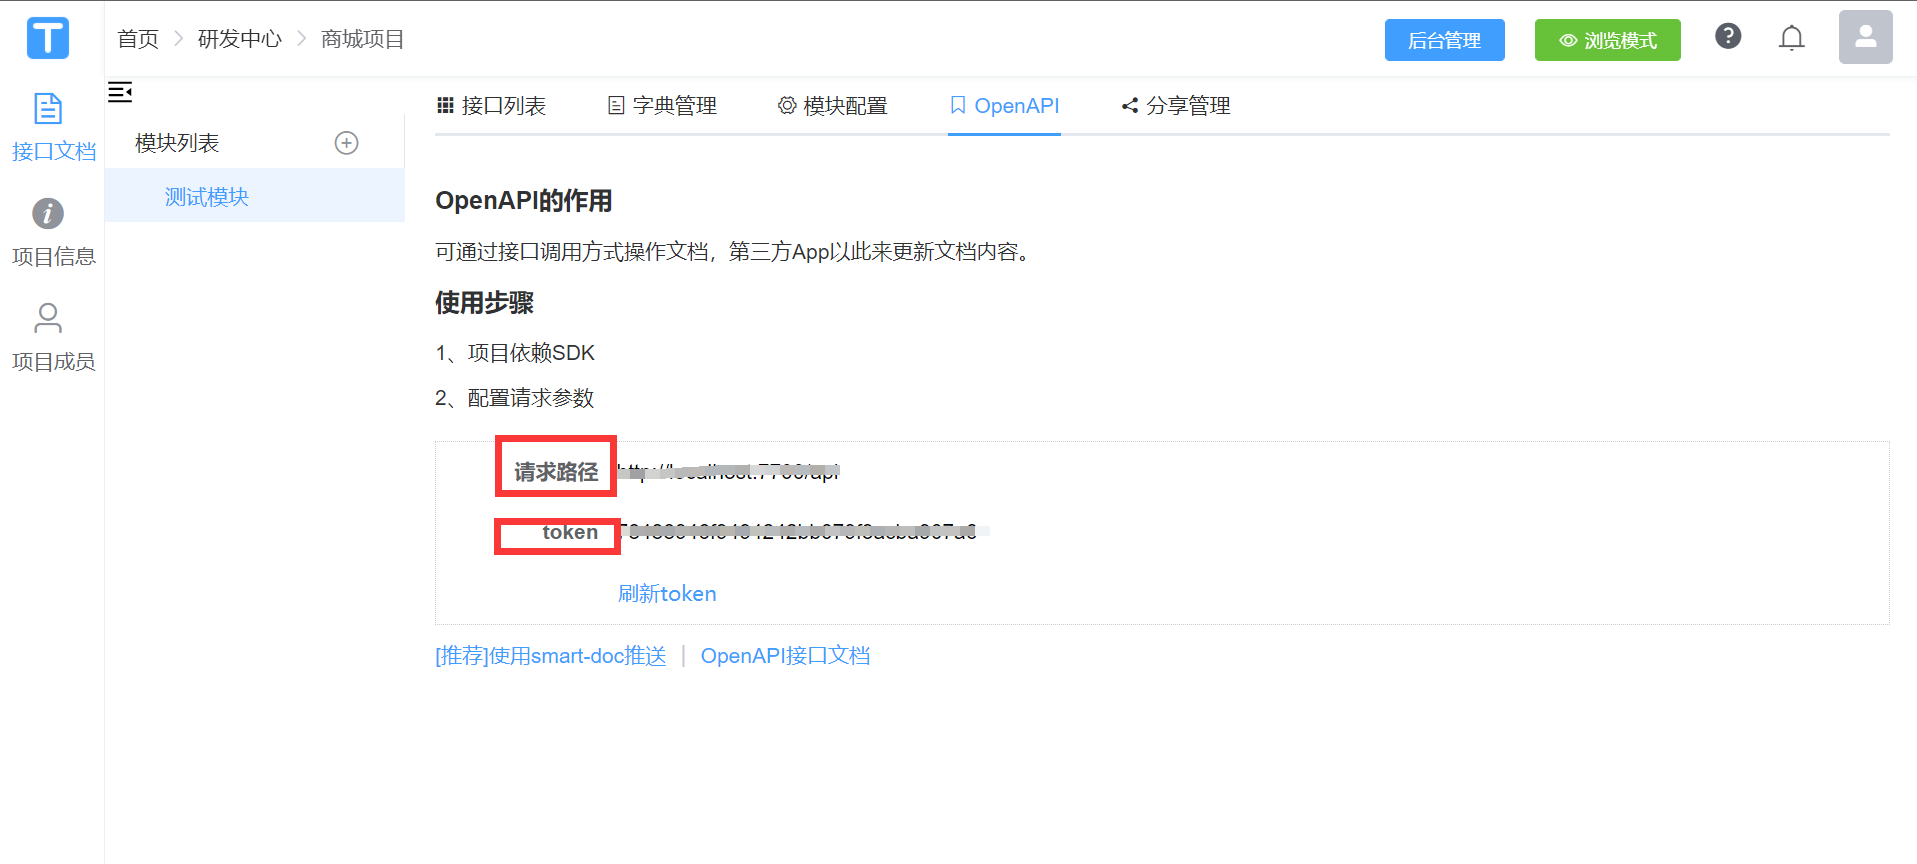 T
首页 > 研发中心 > 商城项目
后台管理
浏览模式
接口文档
项目信息
项目成员
模块列表
测试模块
接口列表 字典管理 模块配置 OpenAPI 分享管理
OpenAPI的作用
可通过接口调用方式操作文档，第三方App以此来更新文档内容。
使用步骤
1、项目依赖SDK
2、配置请求参数
请求路径
token
刷新token
[推荐]使用smart-doc推送 | OpenAPI接口文档